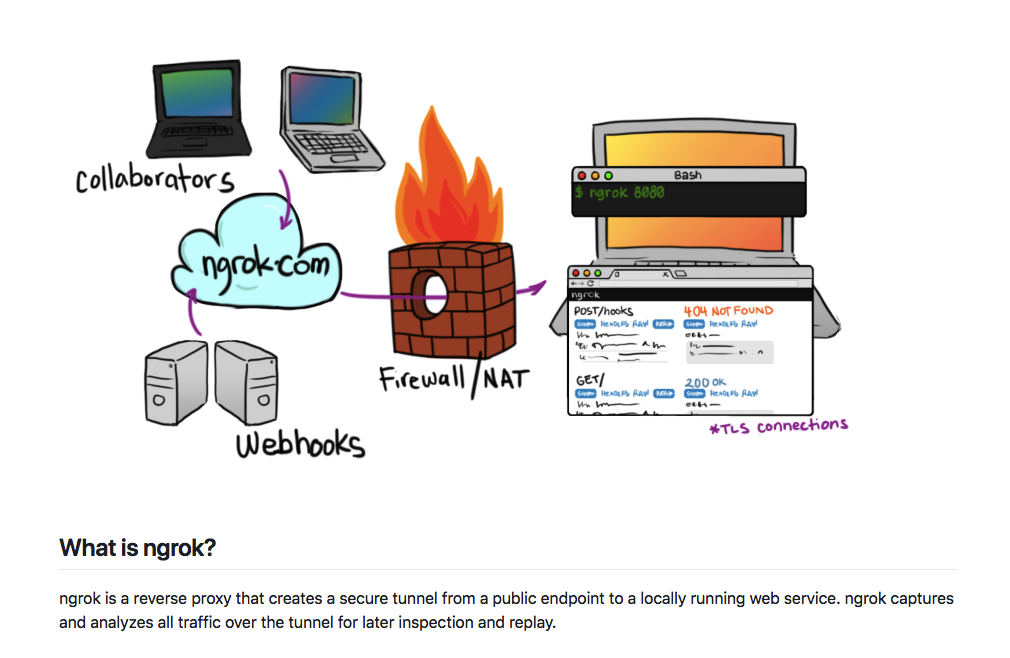 collaborators
ngrok.com
Webhooks
Firewall/NAT
Bash
$ ngrok 8080
ngrok
POST/hooks
404 NOT FOUND
HEADERS RAW
HEADERS RAW
GET/
200 OK
HEADERS RAW
HEADERS RAW
*TLS connections
What is ngrok?
ngrok is a reverse proxy that creates a secure tunnel from a public endpoint to a locally running web service. ngrok captures
and analyzes all traffic over the tunnel for later inspection and replay.